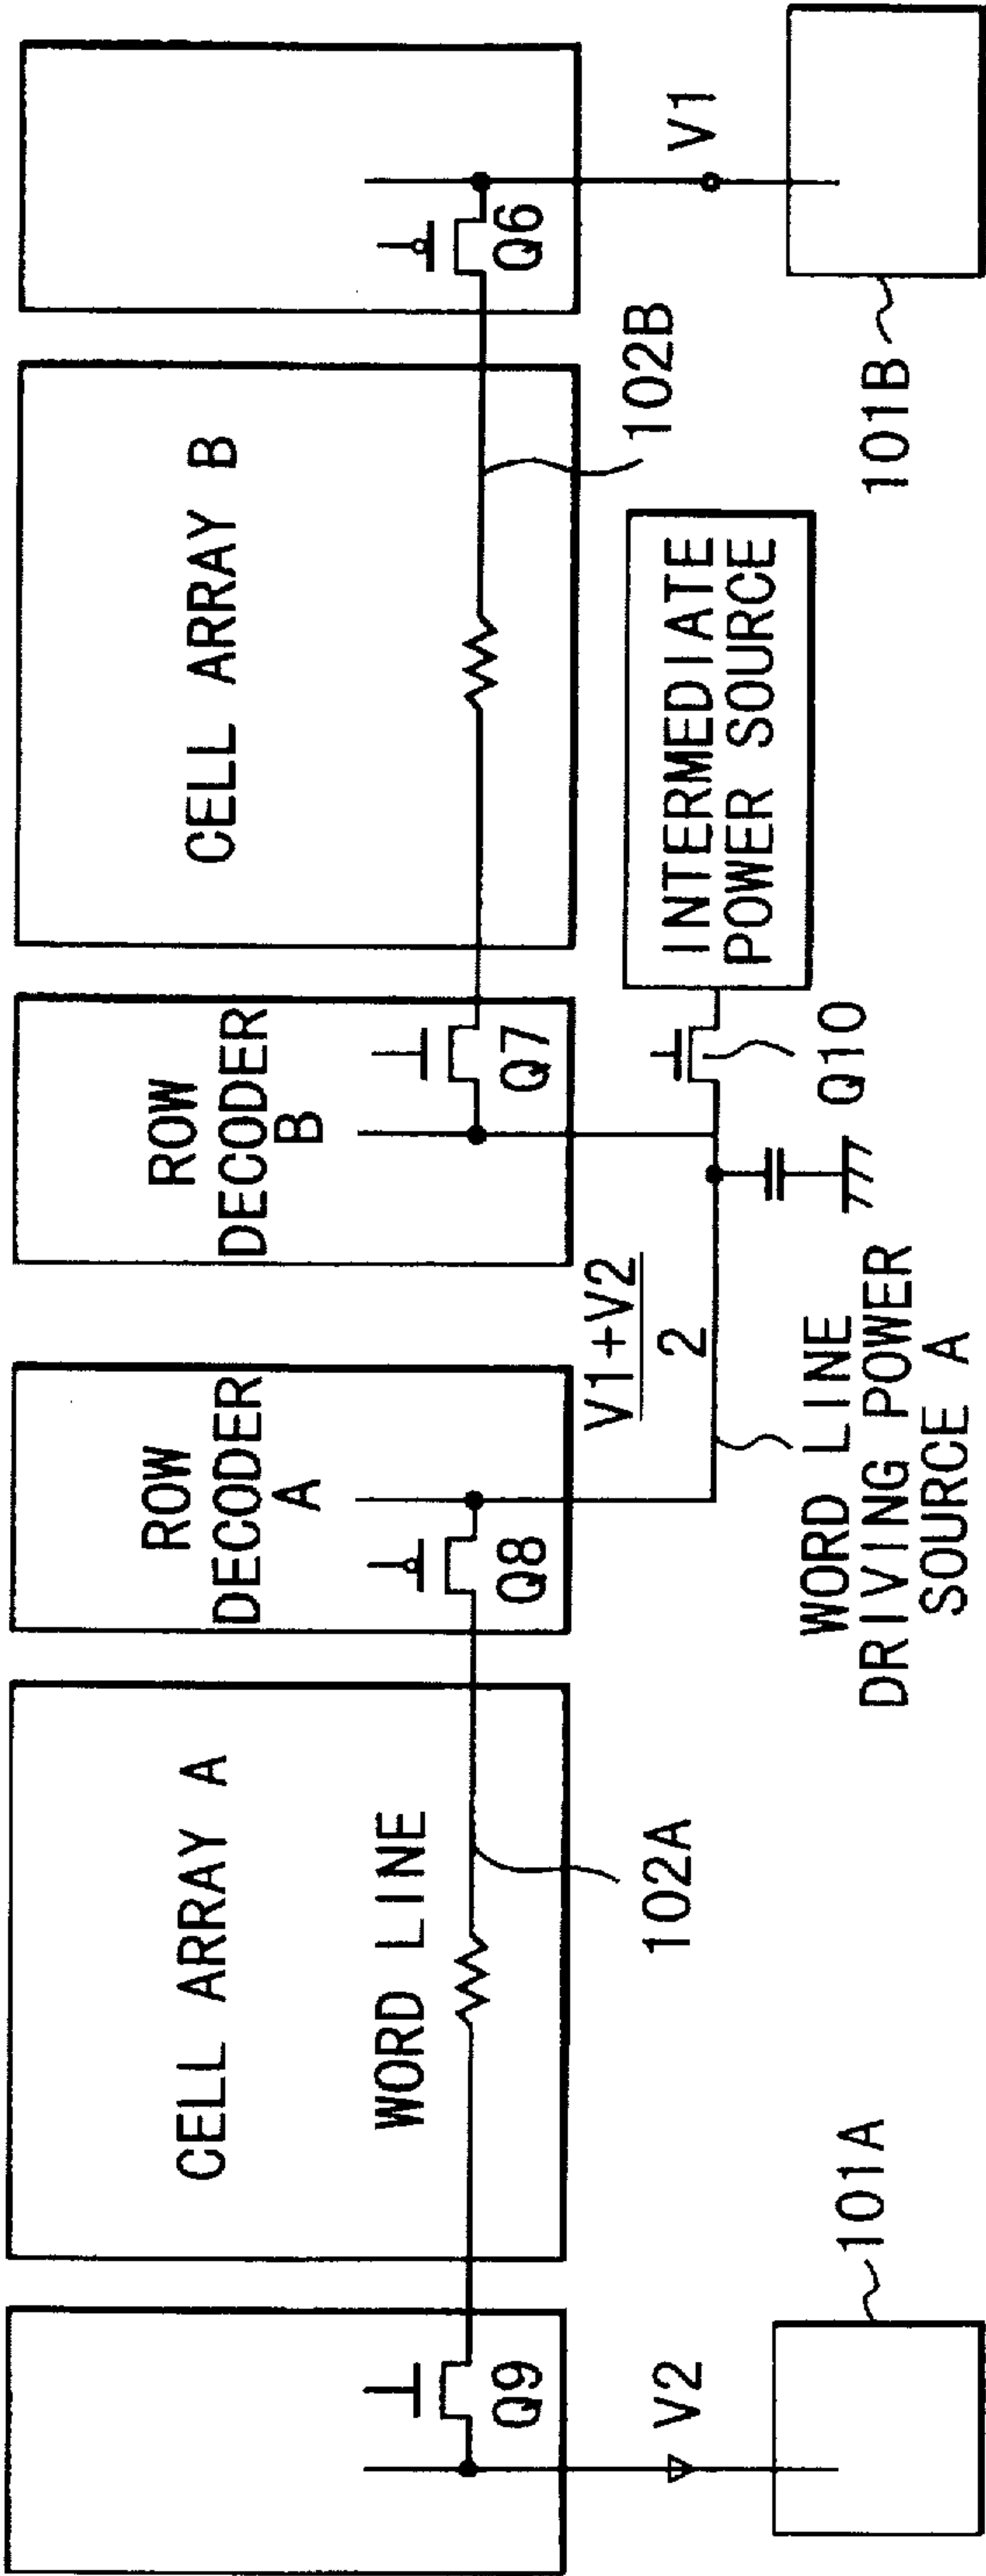 CELL ARRAY A
WORD LINE
ROW
DECODER
A
ROW
DECODER
B
CELL ARRAY B
Q9
Q8
Q7
Q6
V2
102A
V1+V2
2
INTERMEDIATE
POWER SOURCE
102B
V1
101A
WORD LINE
DRIVING POWER
SOURCE A
Q10
101B